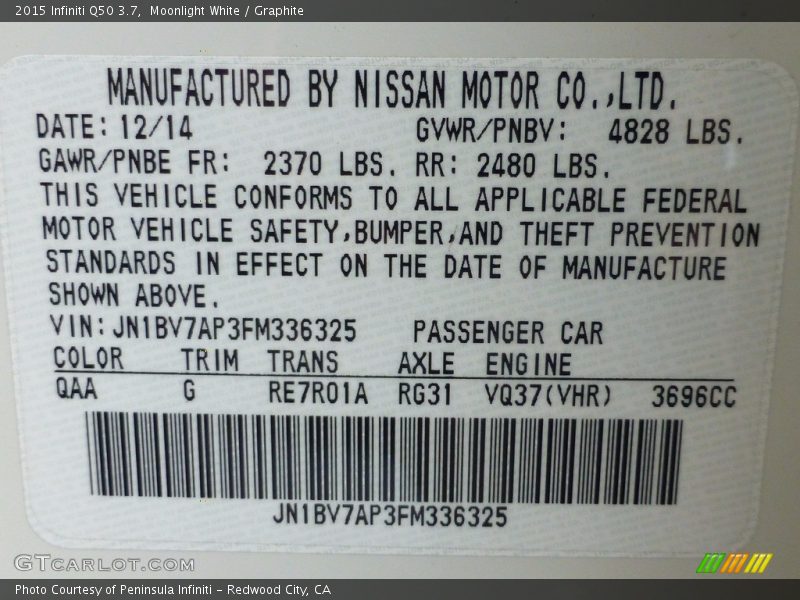 2015 Infiniti Q50 3.7, Moonlight White / Graphite
MANUFACTURED BY NISSAN MOTOR CO.,LTD.
DATE: 12/14 GVWR/PNBV: 4828 LBS.
GAWR/PNBE FR: 2370 LBS. RR: 2480 LBS.
THIS VEHICLE CONFORMS TO ALL APPLICABLE FEDERAL
MOTOR VEHICLE SAFETY,BUMPER,AND THEFT PREVENTION
STANDARDS IN EFFECT ON THE DATE OF MANUFACTURE
SHOWN ABOVE.
VIN: JN1BV7AP3FM336325 PASSENGER CAR
COLOR TRIM TRANS AXLE ENGINE
QAA G RE7R01A RG31 VQ37(VHR) 3696CC
JN1BV7AP3FM336325
GTCARLOT.COM
Photo Courtesy of Peninsula Infiniti – Redwood City, CA